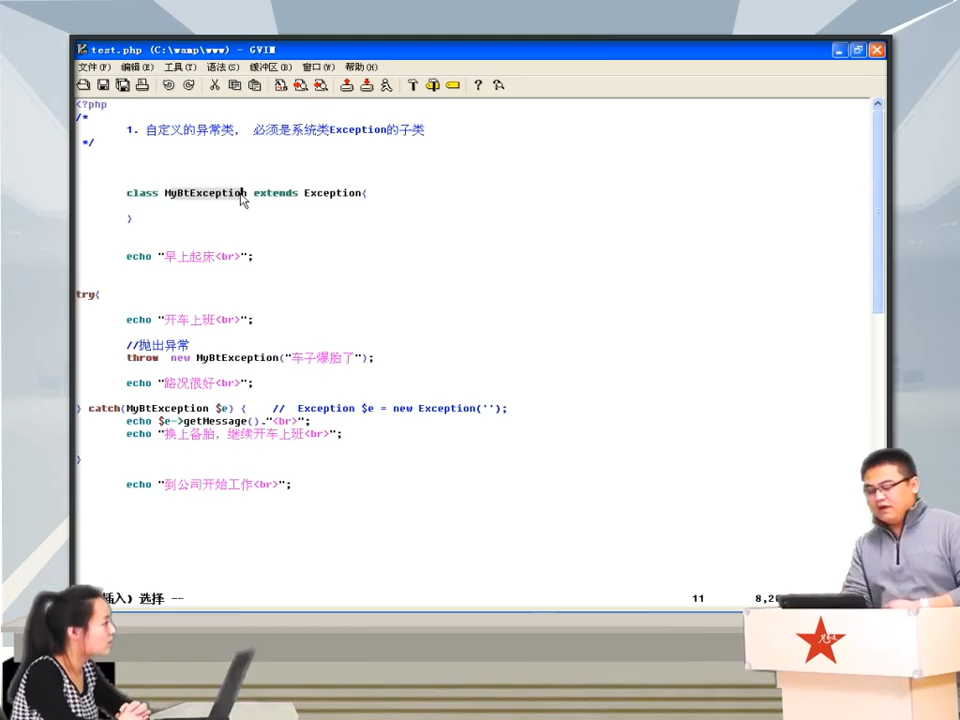 test.php (C:\wamp\www) - GVIM
文件(F) 编辑(E) 工具(T) 语法(S) 缓冲区(B) 窗口(W) 帮助(H)
<?php
/*
1. 自定义的异常类， 必须是系统类Exception的子类
*/
class MyBtException extends Exception{
}
echo "早上起床<br>";
try{
echo "开车上班<br>";
//抛出异常
throw new MyBtException("车子爆胎了");
echo "路况很好<br>";
} catch(MyBtException $e) { // Exception $e = new Exception('');
echo $e->getMessage()."<br>";
echo "换上备胎，继续开车上班<br>";
}
echo "到公司开始工作<br>";
插入) 选择 -- 11 8,2